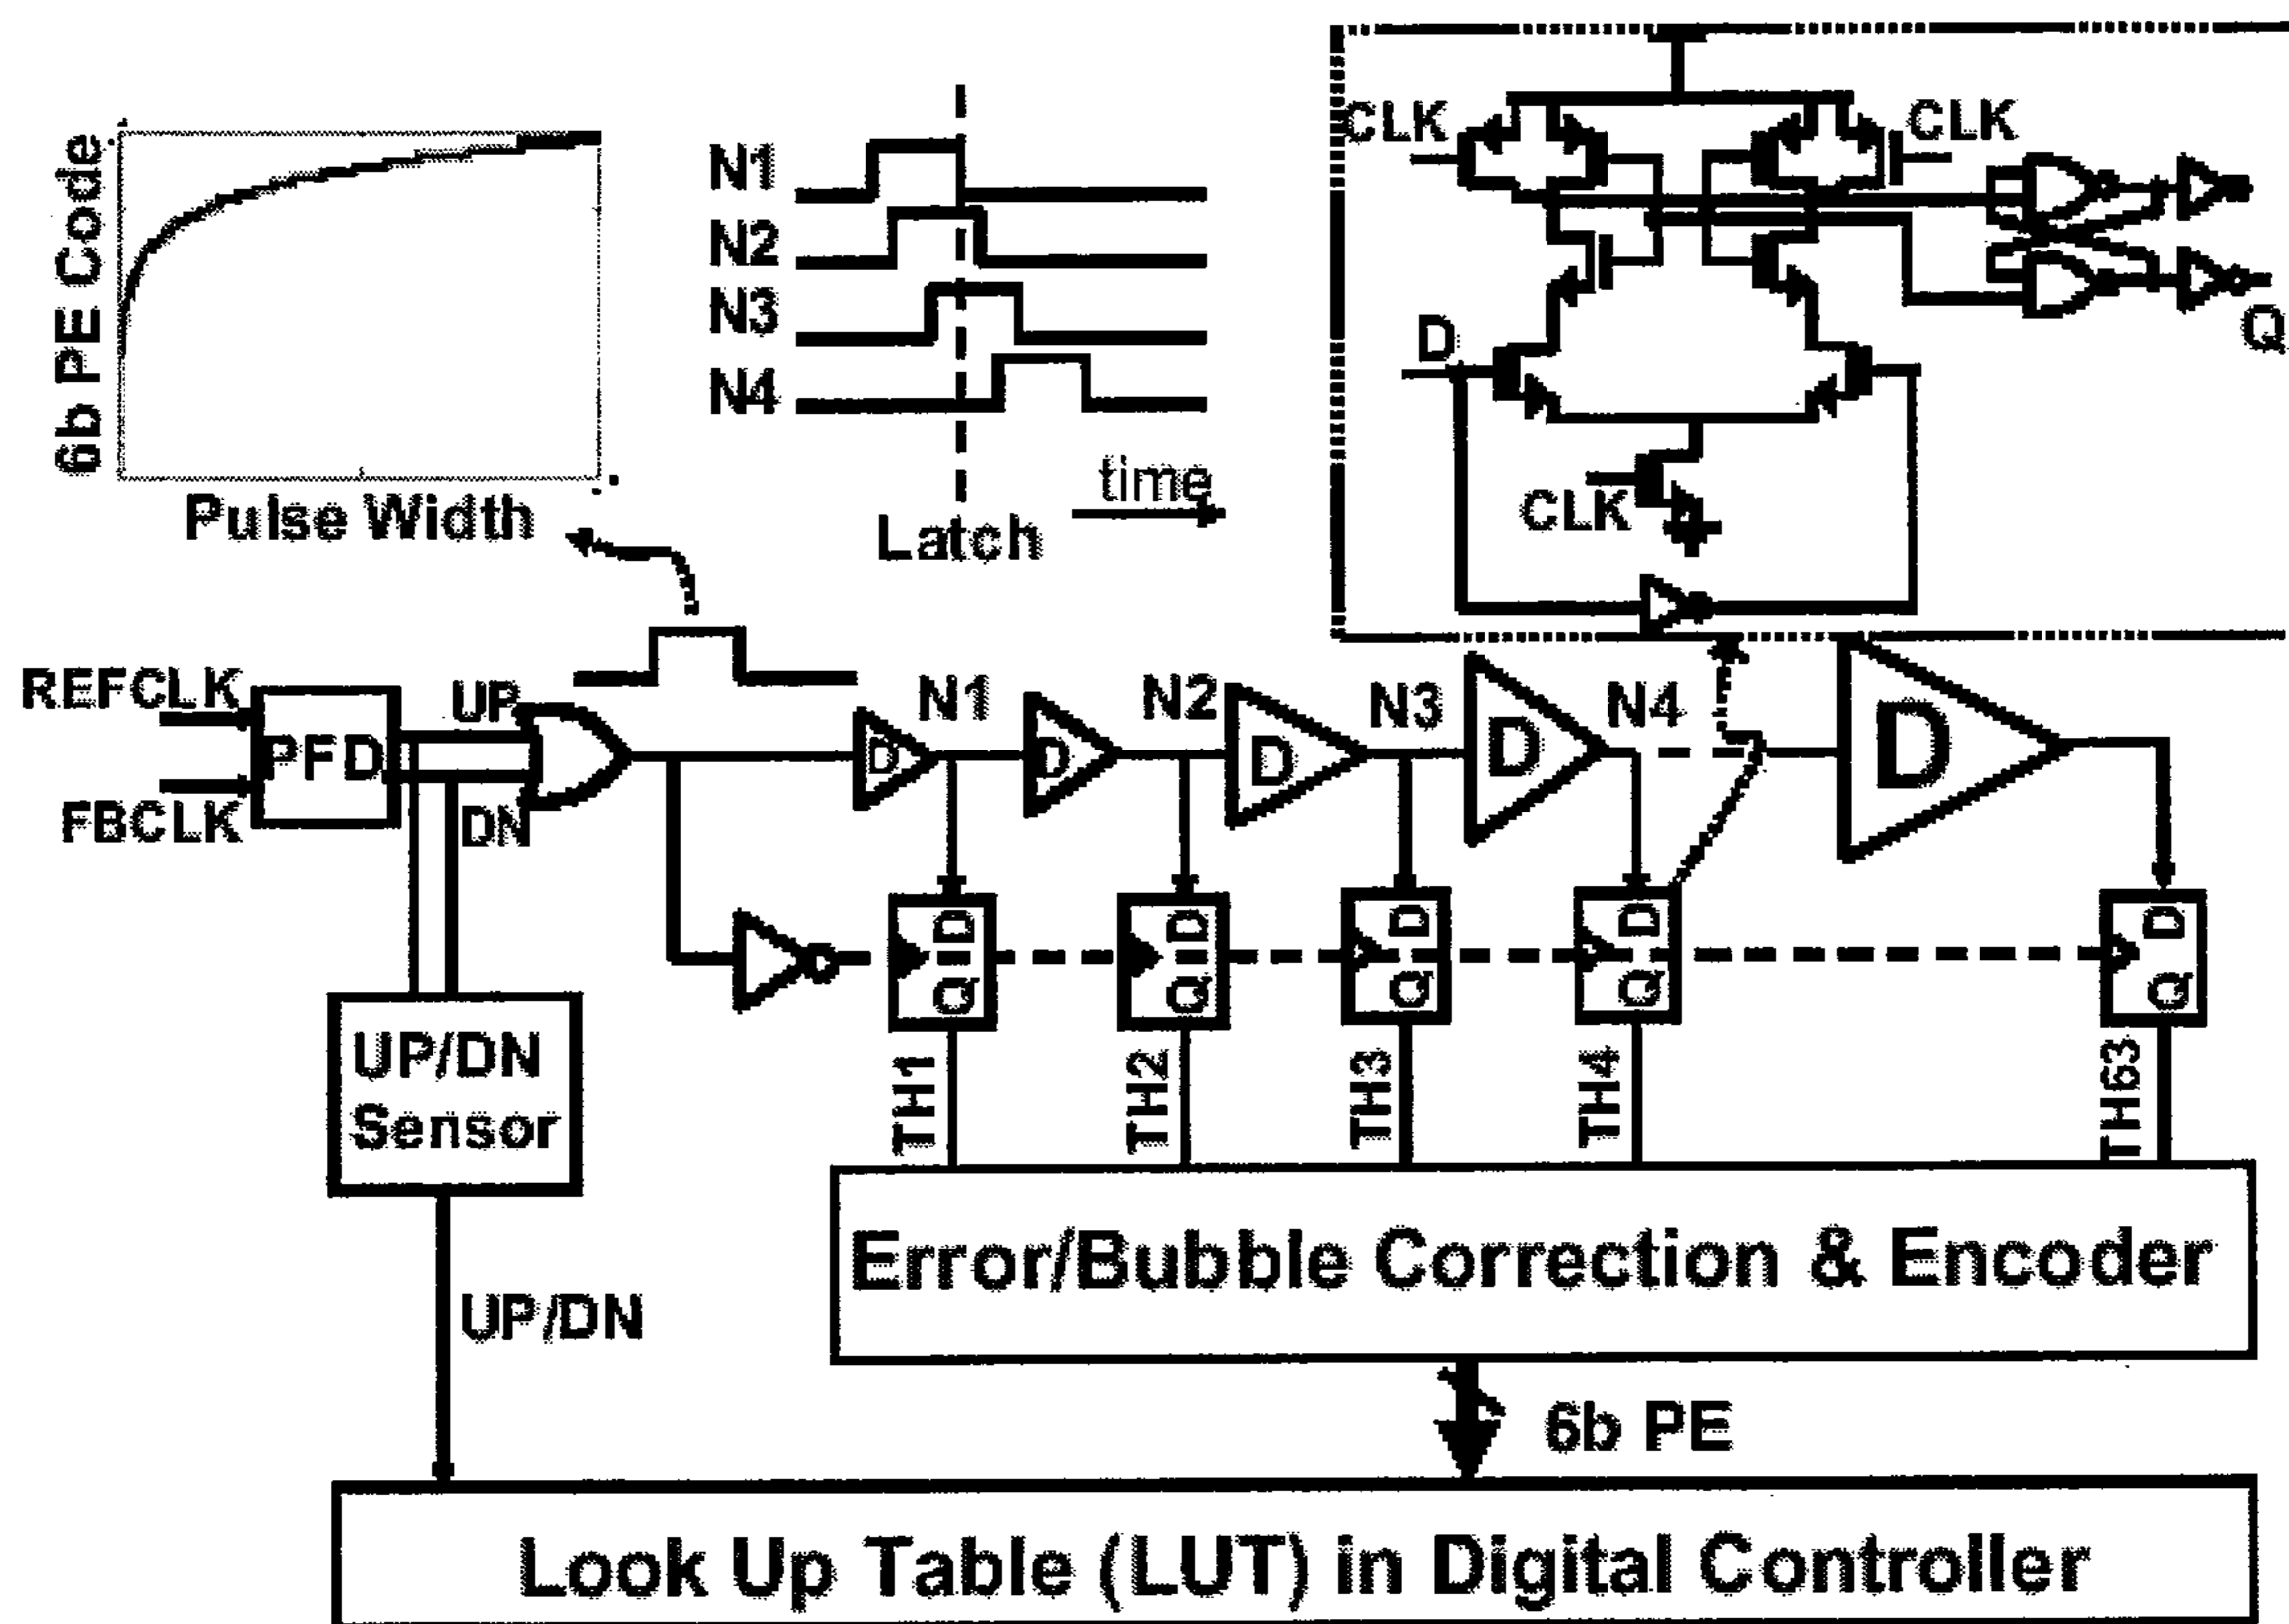 6b PE Code
Pulse Width
N1
N2
N3
N4
Latch
time
CLK
CLK
D
CLK
Q
REFCLK
FBCLK
PFD
UP
DN
D
N1
D
N2
D
N3
D
N4
D
D
Q
D
Q
D
Q
D
Q
D
Q
UP/DN
Sensor
TH1
TH2
TH3
TH4
TH63
Error/Bubble Correction & Encoder
UP/DN
6b PE
Look Up Table (LUT) in Digital Controller